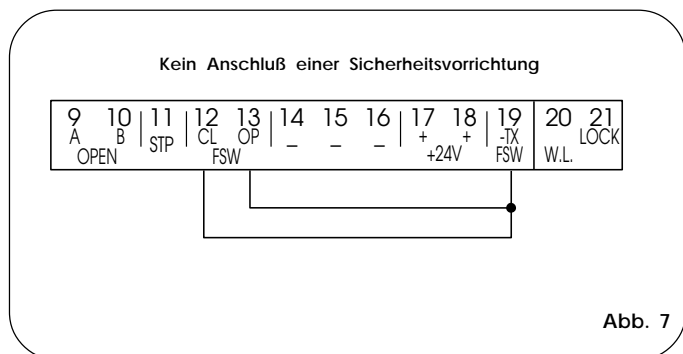 Kein Anschluß einer Sicherheitsvorrichtung
9 10 11 12 13 14 15 16 17 18 19 20 21
A B STP CL OP _ _ _ + + -TX LOCK
OPEN FSW +24V FSW W.L.
Abb. 7